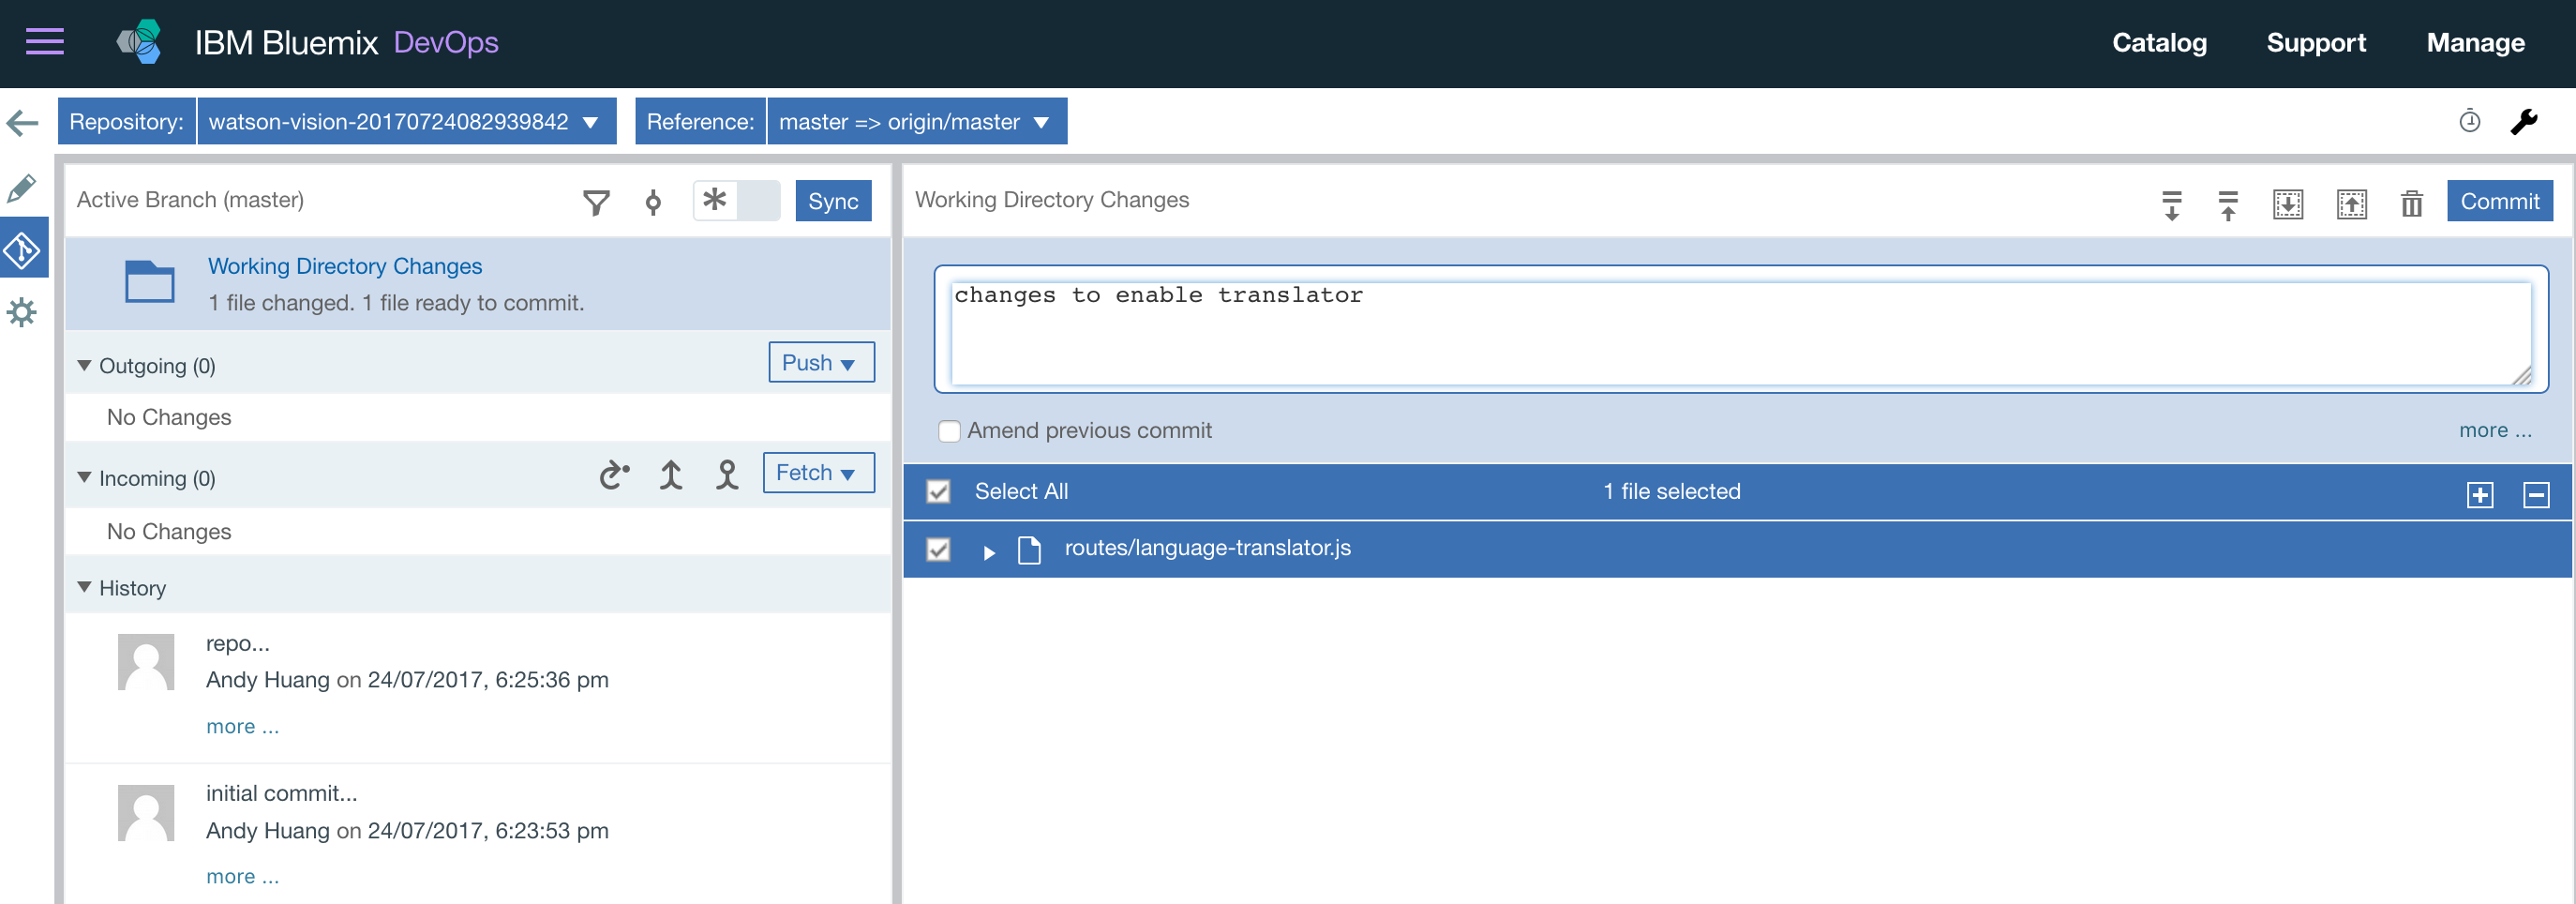 IBM Bluemix DevOps
Catalog Support Manage
Repository: watson-vision-20170724082939842 Reference: master => origin/master
Active Branch (master)
Sync
Working Directory Changes
1 file changed. 1 file ready to commit.
Outgoing (0)
Push
No Changes
Incoming (0)
Fetch
No Changes
History
repo...
Andy Huang on 24/07/2017, 6:25:36 pm
more ...
initial commit...
Andy Huang on 24/07/2017, 6:23:53 pm
more ...
Working Directory Changes
Commit
changes to enable translator
Amend previous commit
more ...
Select All
1 file selected
routes/language-translator.js